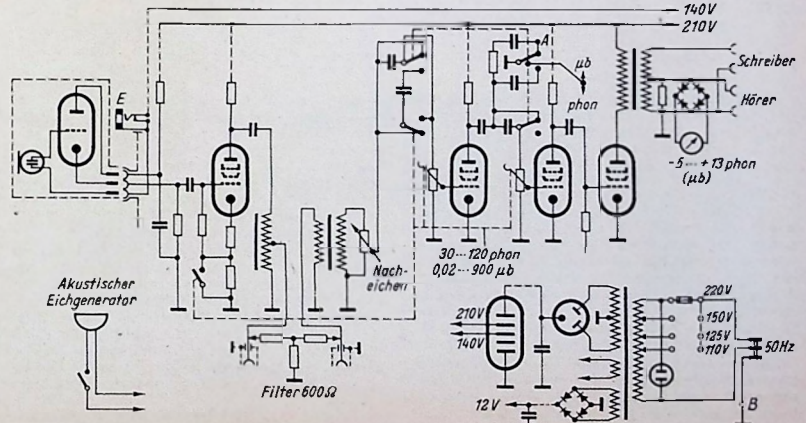 140V
210V
E
A
μb
phon
Schreiber
Hörer
-5···+13 phon
(μb)
Nach-
eichen
30···120 phon
0,02···900 μb
Akustischer
Eichgenerator
Filter 600Ω
210V
140V
12V
220V
150V
125V
110V
50Hz
B